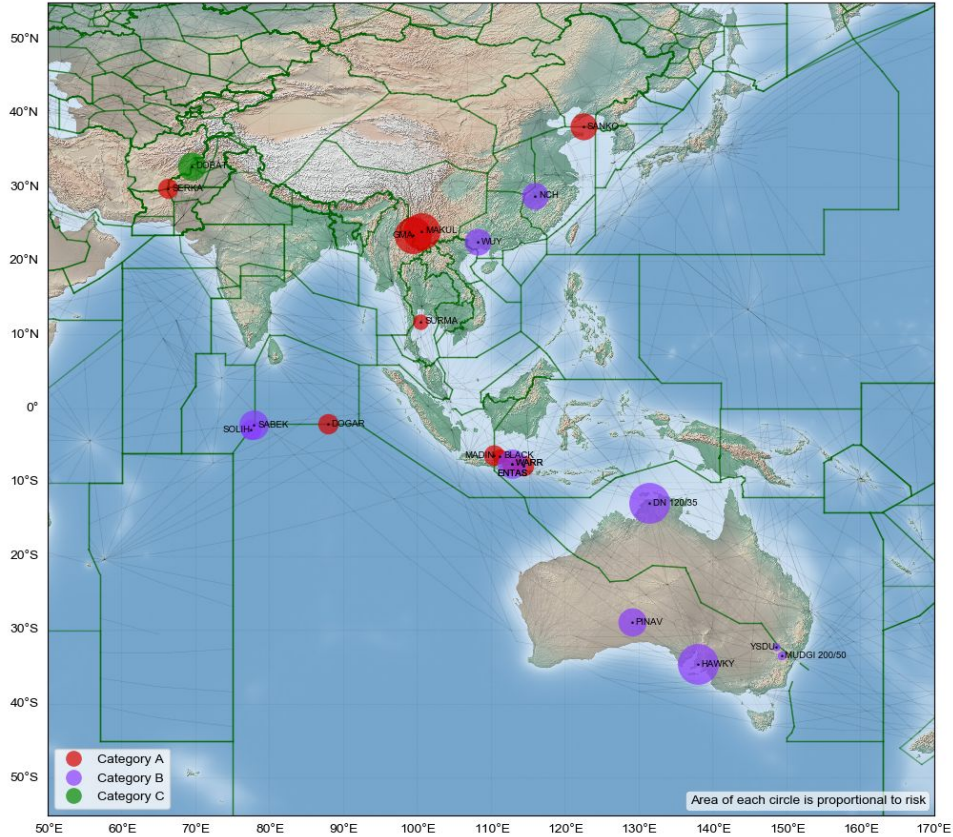 50°N
40°N
SANKO
DOBAT
30°N
SERKA
NCH
MAKUL
GMA
WUY
20°N
SURMA
10°N
0°
DOGAR
SABEK
SOLIH
MADIN
BLACK
WARR
ENTAS
10°S
DN 120/35
20°S
PINAV
30°S
YSDU
MUDGI 200/50
HAWKY
40°S
Category A
Category B
50°S
Category C
Area of each circle is proportional to risk
50°E 60°E 70°E 80°E 90°E 100°E 110°E 120°E 130°E 140°E 150°E 160°E 170°E